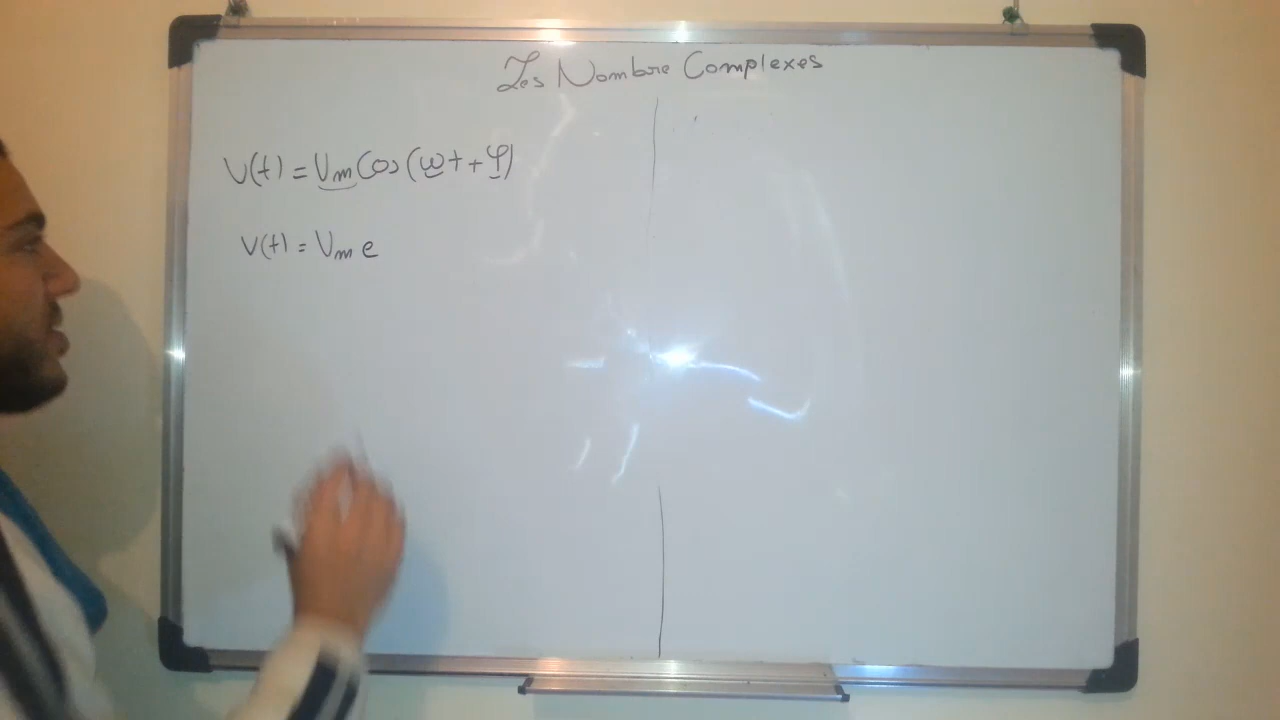 Les Nombre Complexes
V(t) = Vm Cos(ωt + φ)
V(t) = Vm e